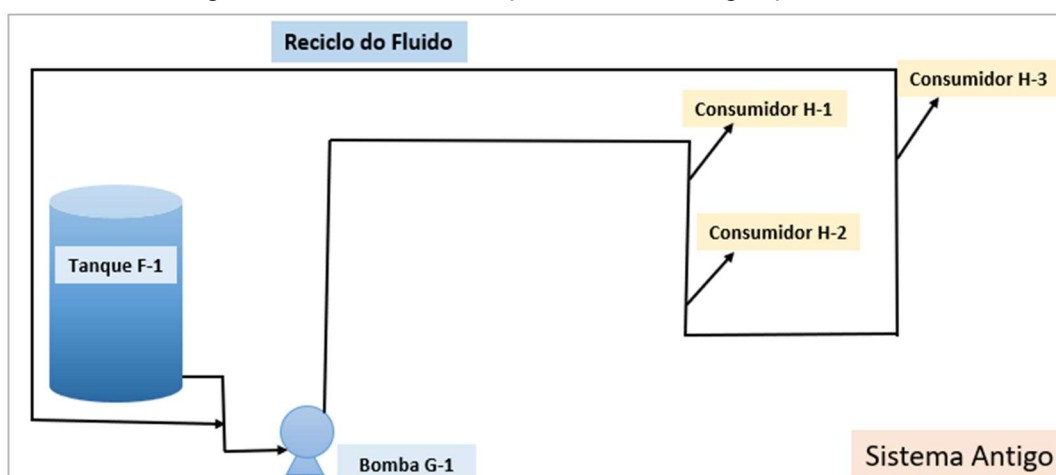 Reciclo do Fluido
Consumidor H-3
Consumidor H-1
Consumidor H-2
Tanque F-1
Bomba G-1
Sistema Antigo